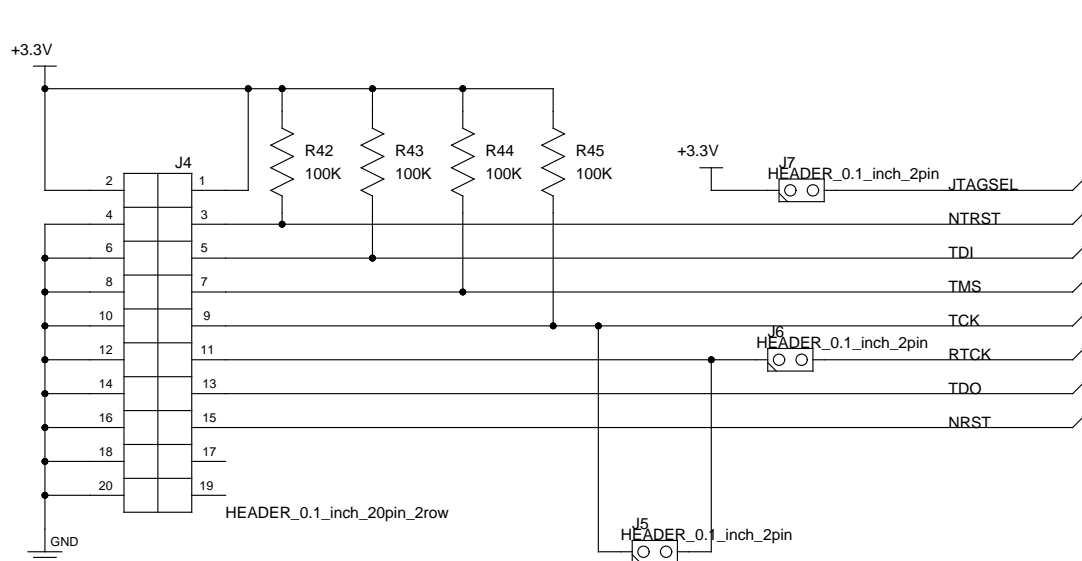 +3.3V
J4
2
1
4
3
6
5
8
7
10
9
12
11
14
13
16
15
18
17
20
19
HEADER_0.1_inch_20pin_2row
GND
R42
100K
R43
100K
R44
100K
R45
100K
+3.3V
J7
HEADER_0.1_inch_2pin
JTAGSEL
NTRST
TDI
TMS
TCK
J6
HEADER_0.1_inch_2pin
RTCK
TDO
NRST
J5
HEADER_0.1_inch_2pin